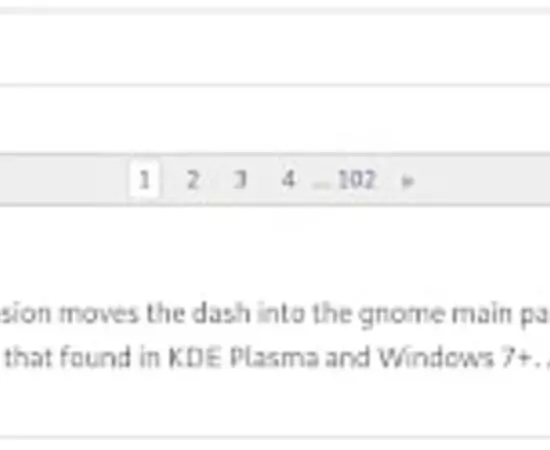 1 2 3 4 ... 102 »
sion moves the dash into the gnome main pa
that found in KDE Plasma and Windows 7+. .